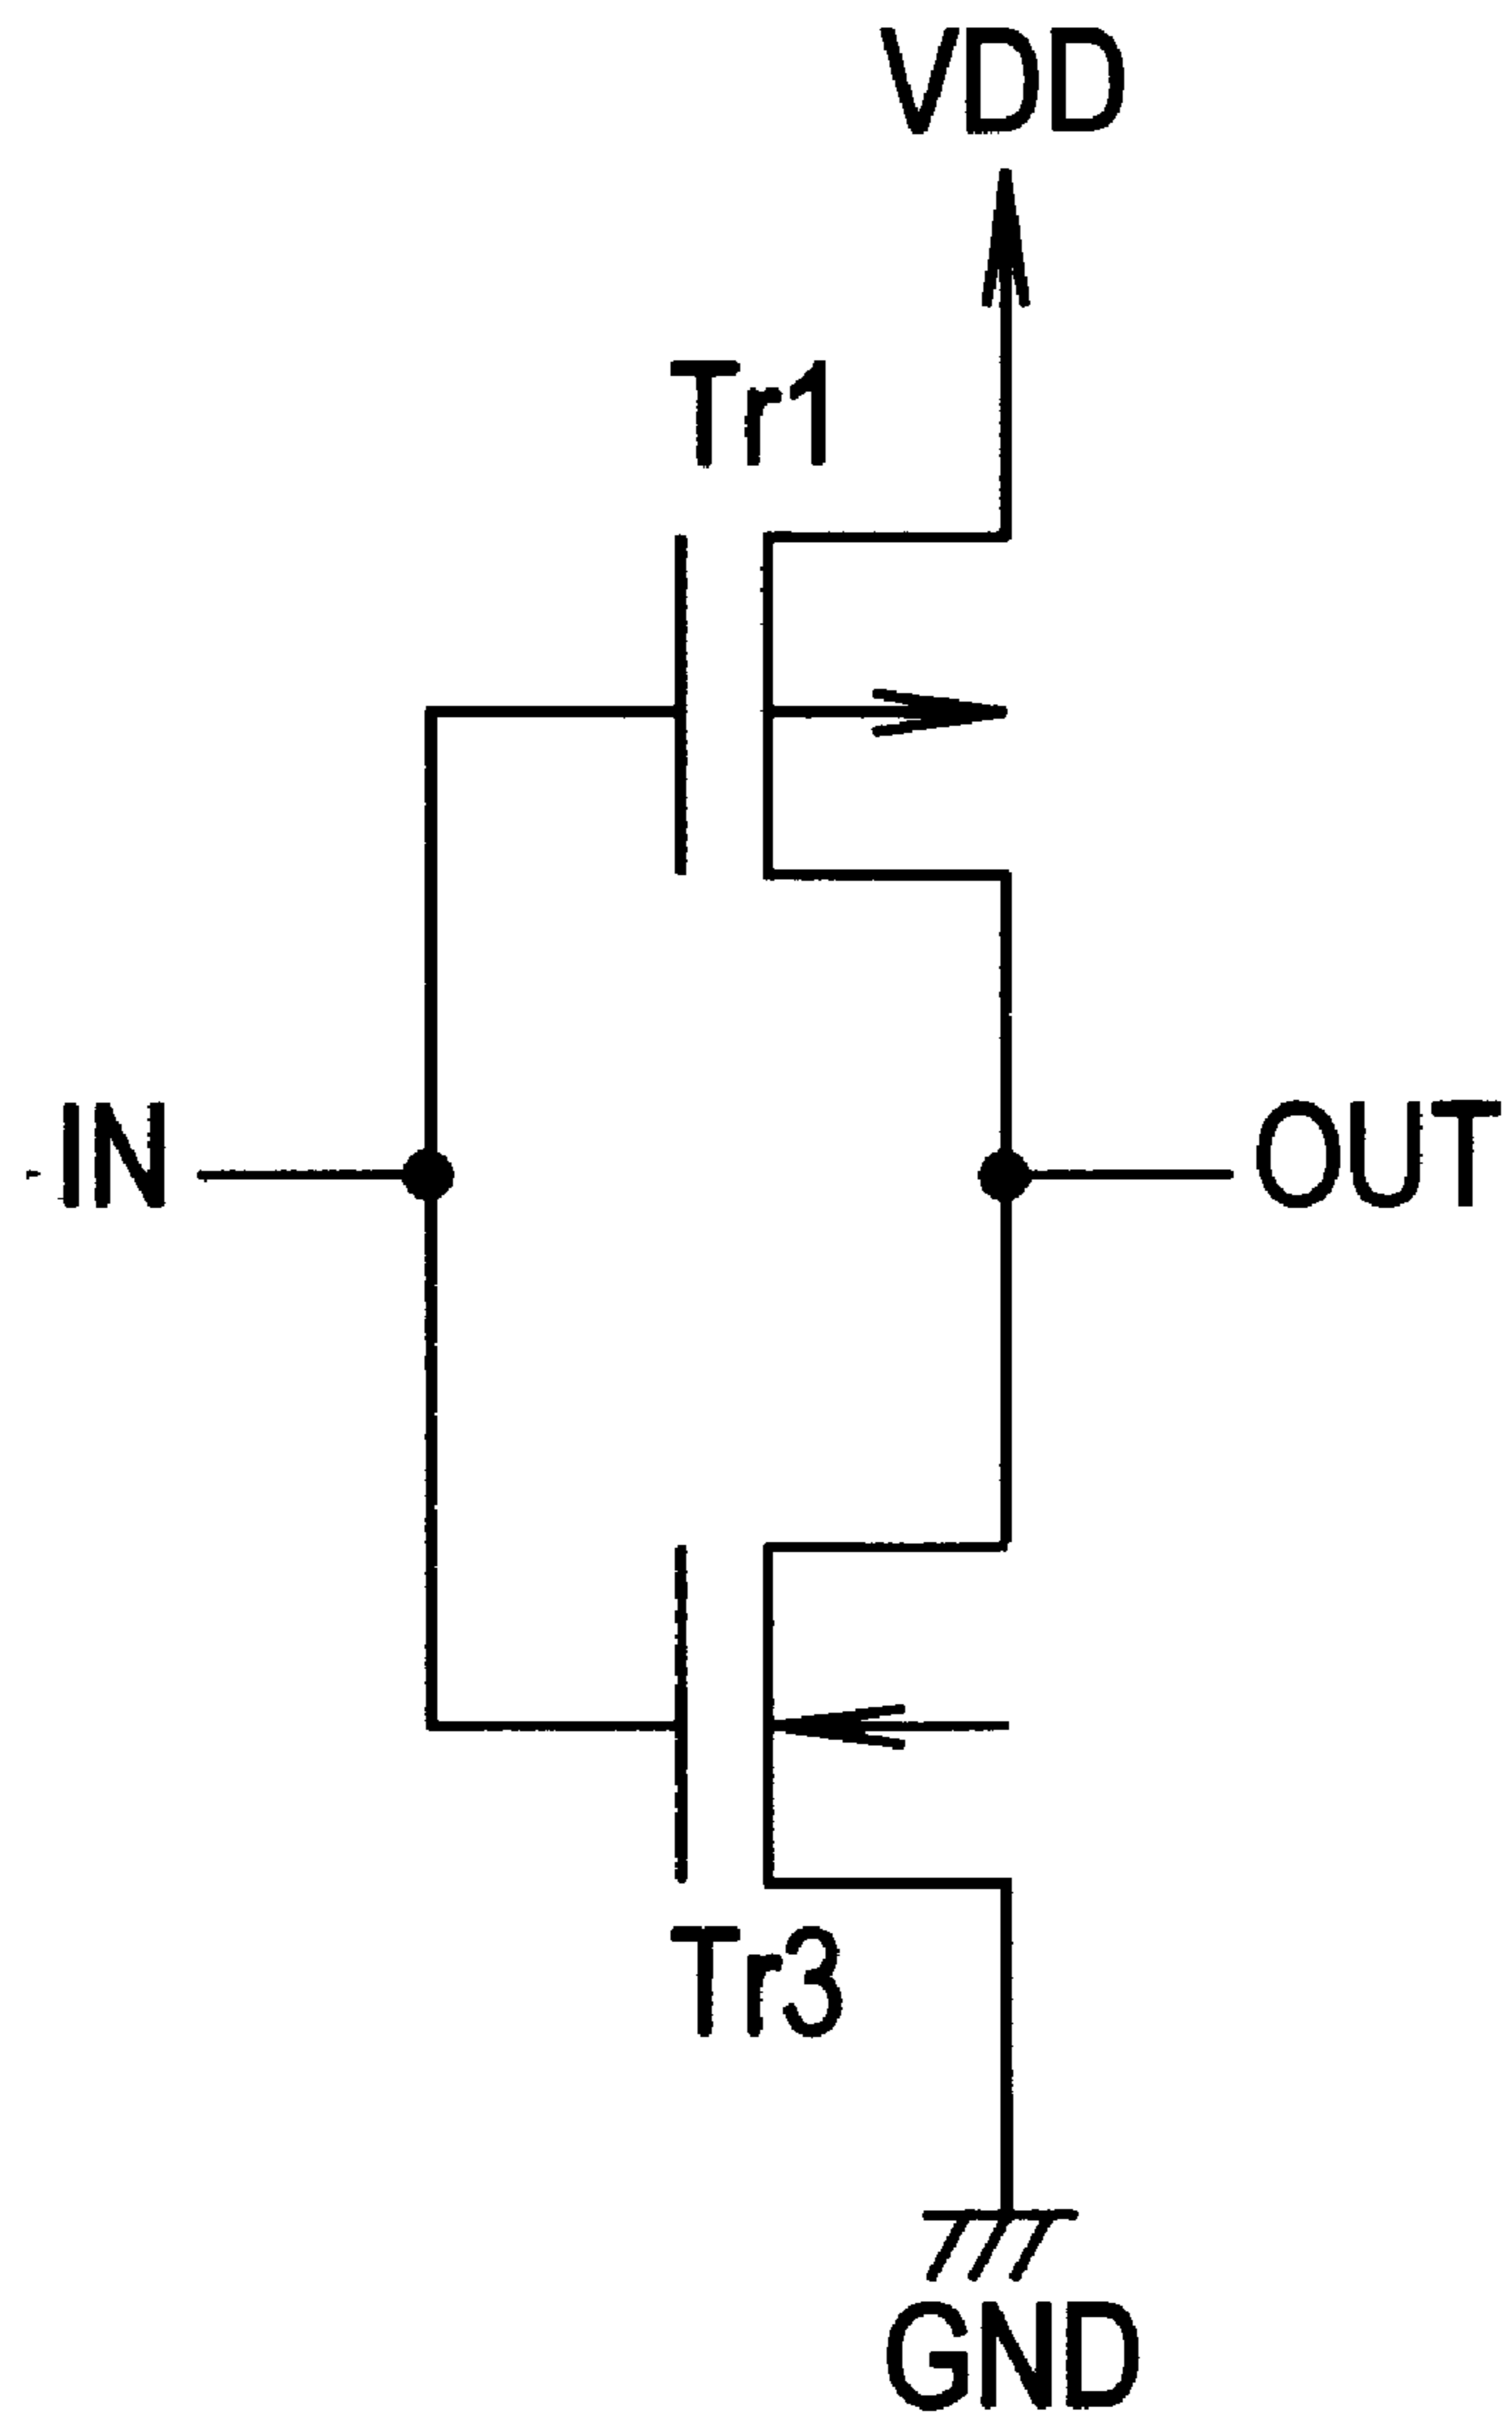 VDD
Tr1
IN
OUT
Tr3
GND